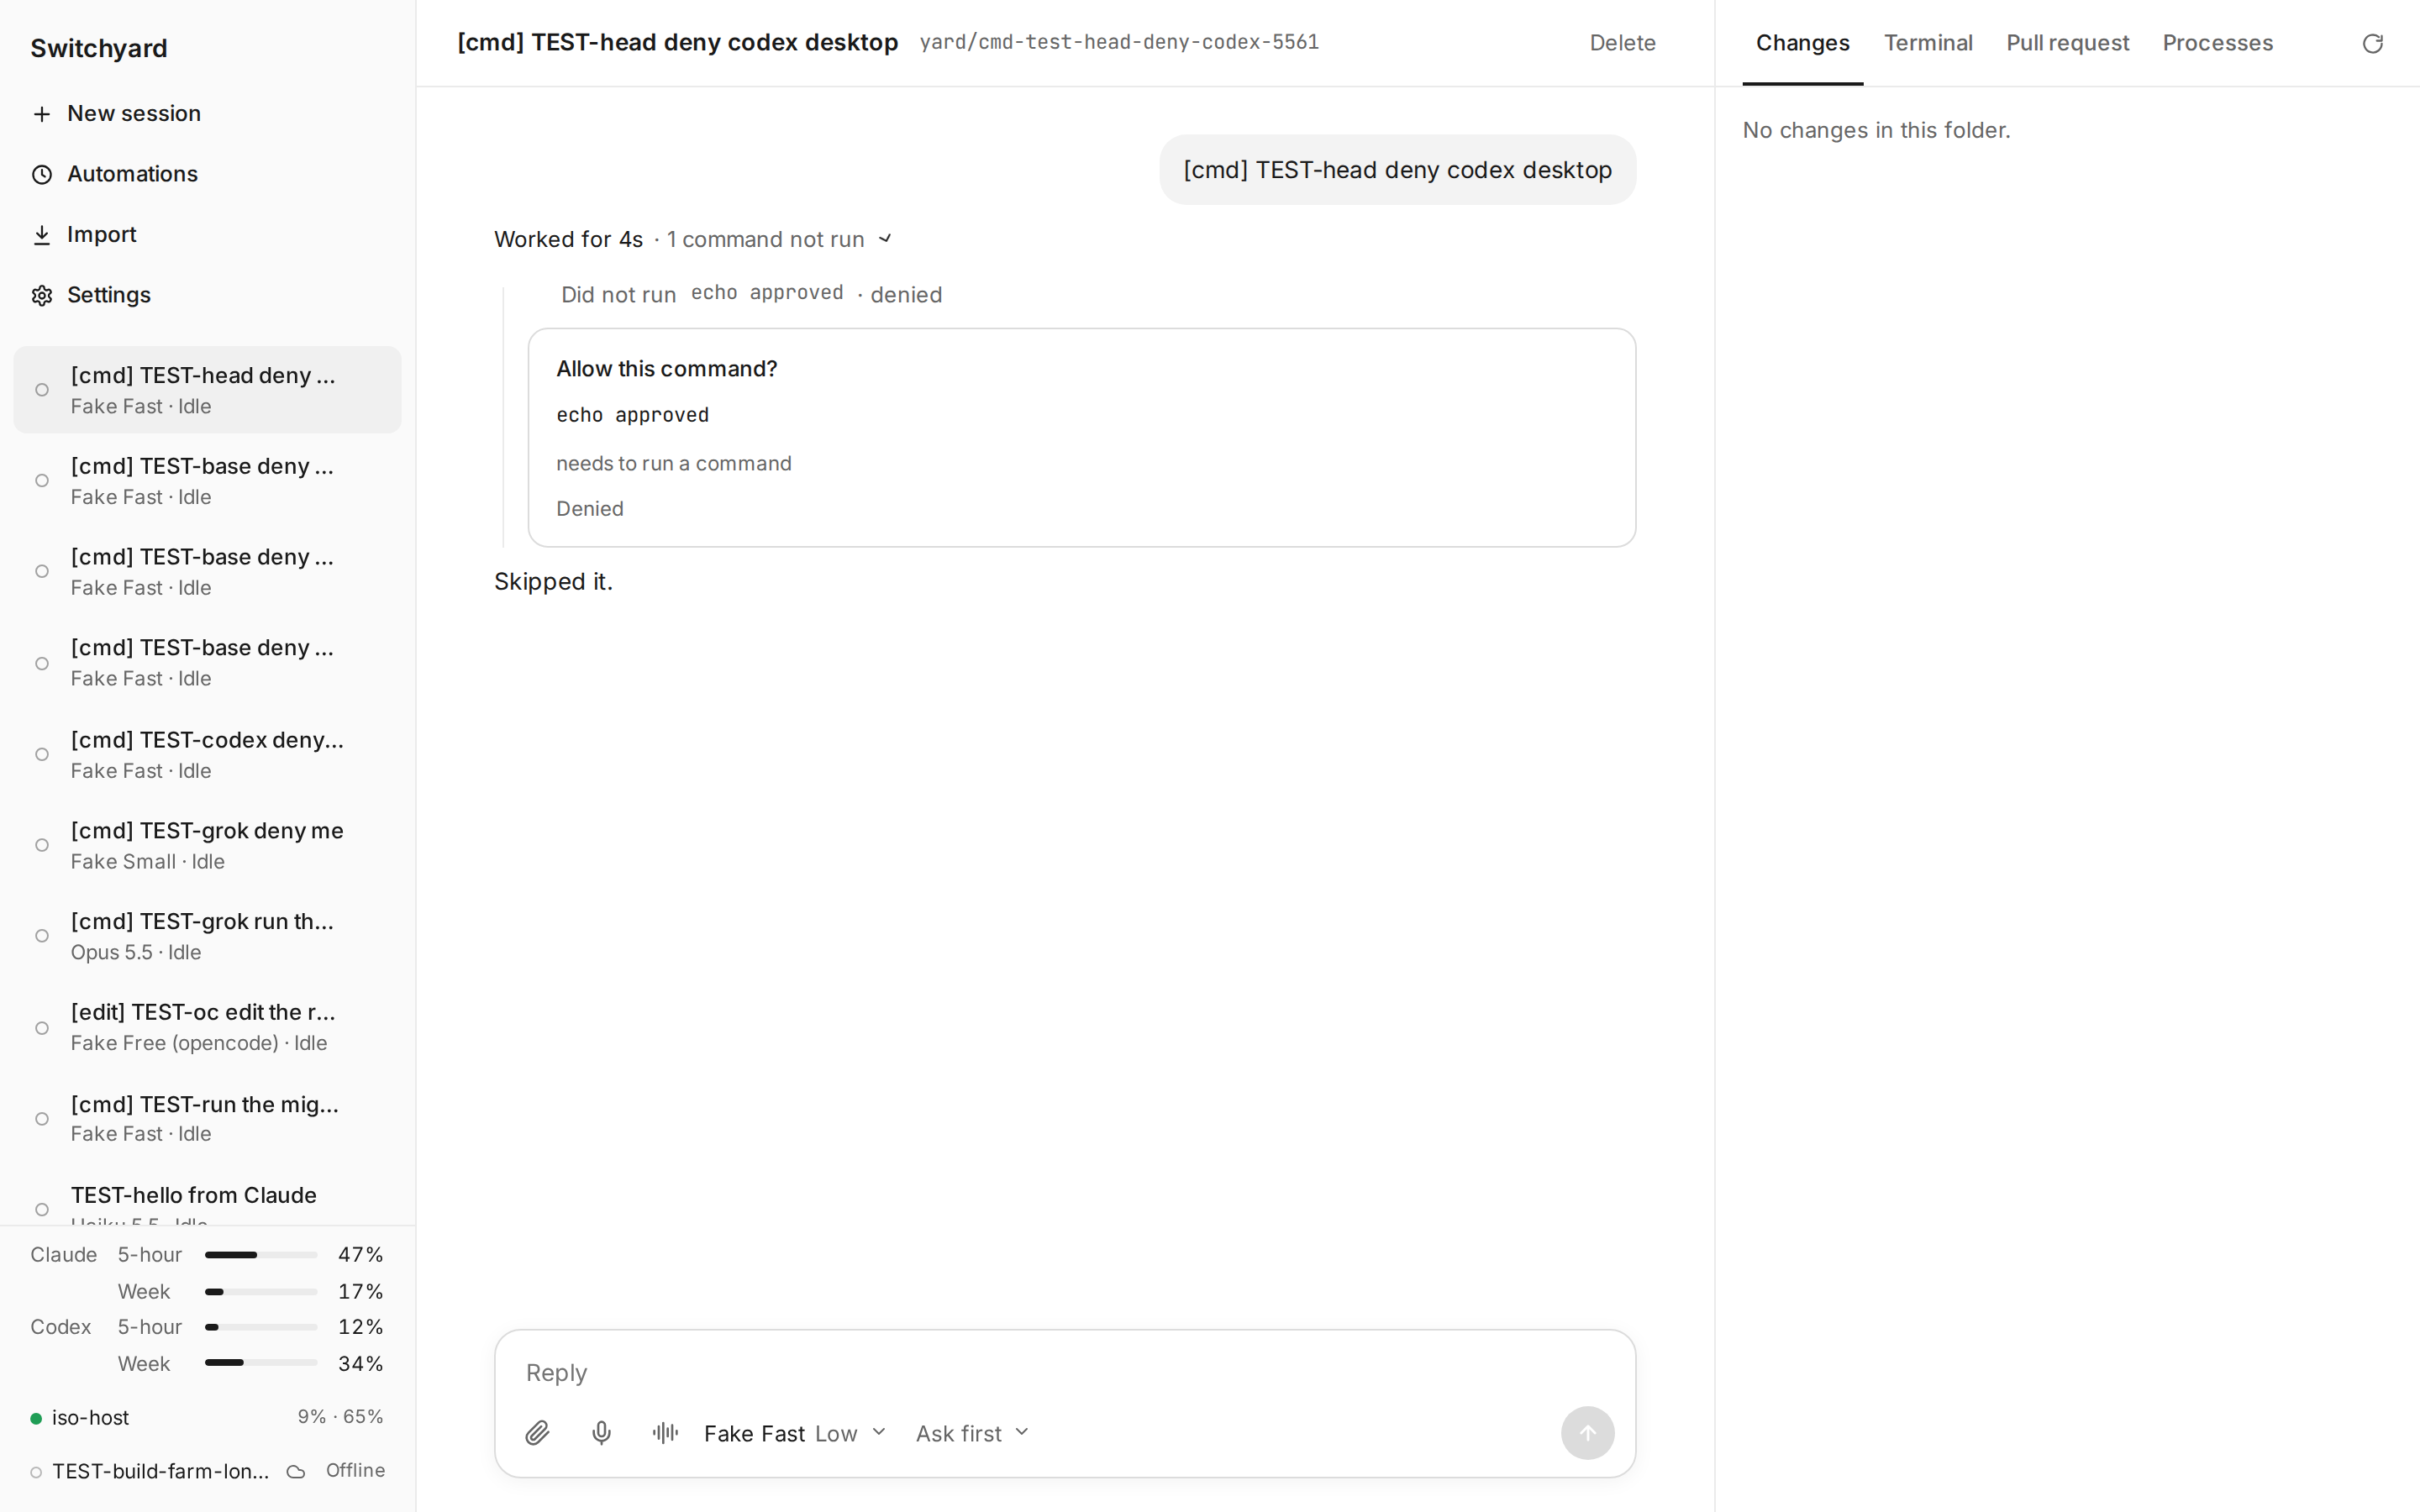 Switchyard
New session
Automations
Import
Settings
[cmd] TEST-head deny ...
Fake Fast · Idle
[cmd] TEST-base deny ...
Fake Fast · Idle
[cmd] TEST-base deny ...
Fake Fast · Idle
[cmd] TEST-base deny ...
Fake Fast · Idle
[cmd] TEST-codex deny...
Fake Fast · Idle
[cmd] TEST-grok deny me
Fake Small · Idle
[cmd] TEST-grok run th...
Opus 5.5 · Idle
[edit] TEST-oc edit the r...
Fake Free (opencode) · Idle
[cmd] TEST-run the mig...
Fake Fast · Idle
TEST-hello from Claude
Haiku 5.5 · Idle
Claude 5-hour 47%
Week 17%
Codex 5-hour 12%
Week 34%
iso-host 9% · 65%
TEST-build-farm-lon... Offline
[cmd] TEST-head deny codex desktop yard/cmd-test-head-deny-codex-5561 Delete
[cmd] TEST-head deny codex desktop
Worked for 4s · 1 command not run
Did not run echo approved · denied
Allow this command?
echo approved
needs to run a command
Denied
Skipped it.
Reply
Fake Fast Low Ask first
Changes Terminal Pull request Processes
No changes in this folder.